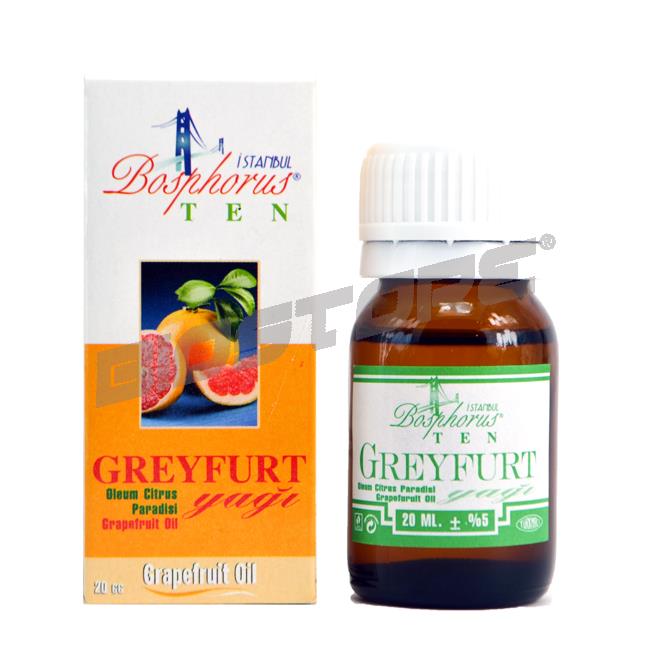 İSTANBUL
Bosphorus®
TEN
GREYFURT
yağı
Oleum Citrus
Paradisi
Grapefruit Oil
20 cc
Grapefruit Oil
İSTANBUL
Bosphorus®
TEN
GREYFURT
yağı
Oleum Citrus Paradisi
Grapefuruit Oil
20 ML. ± %5